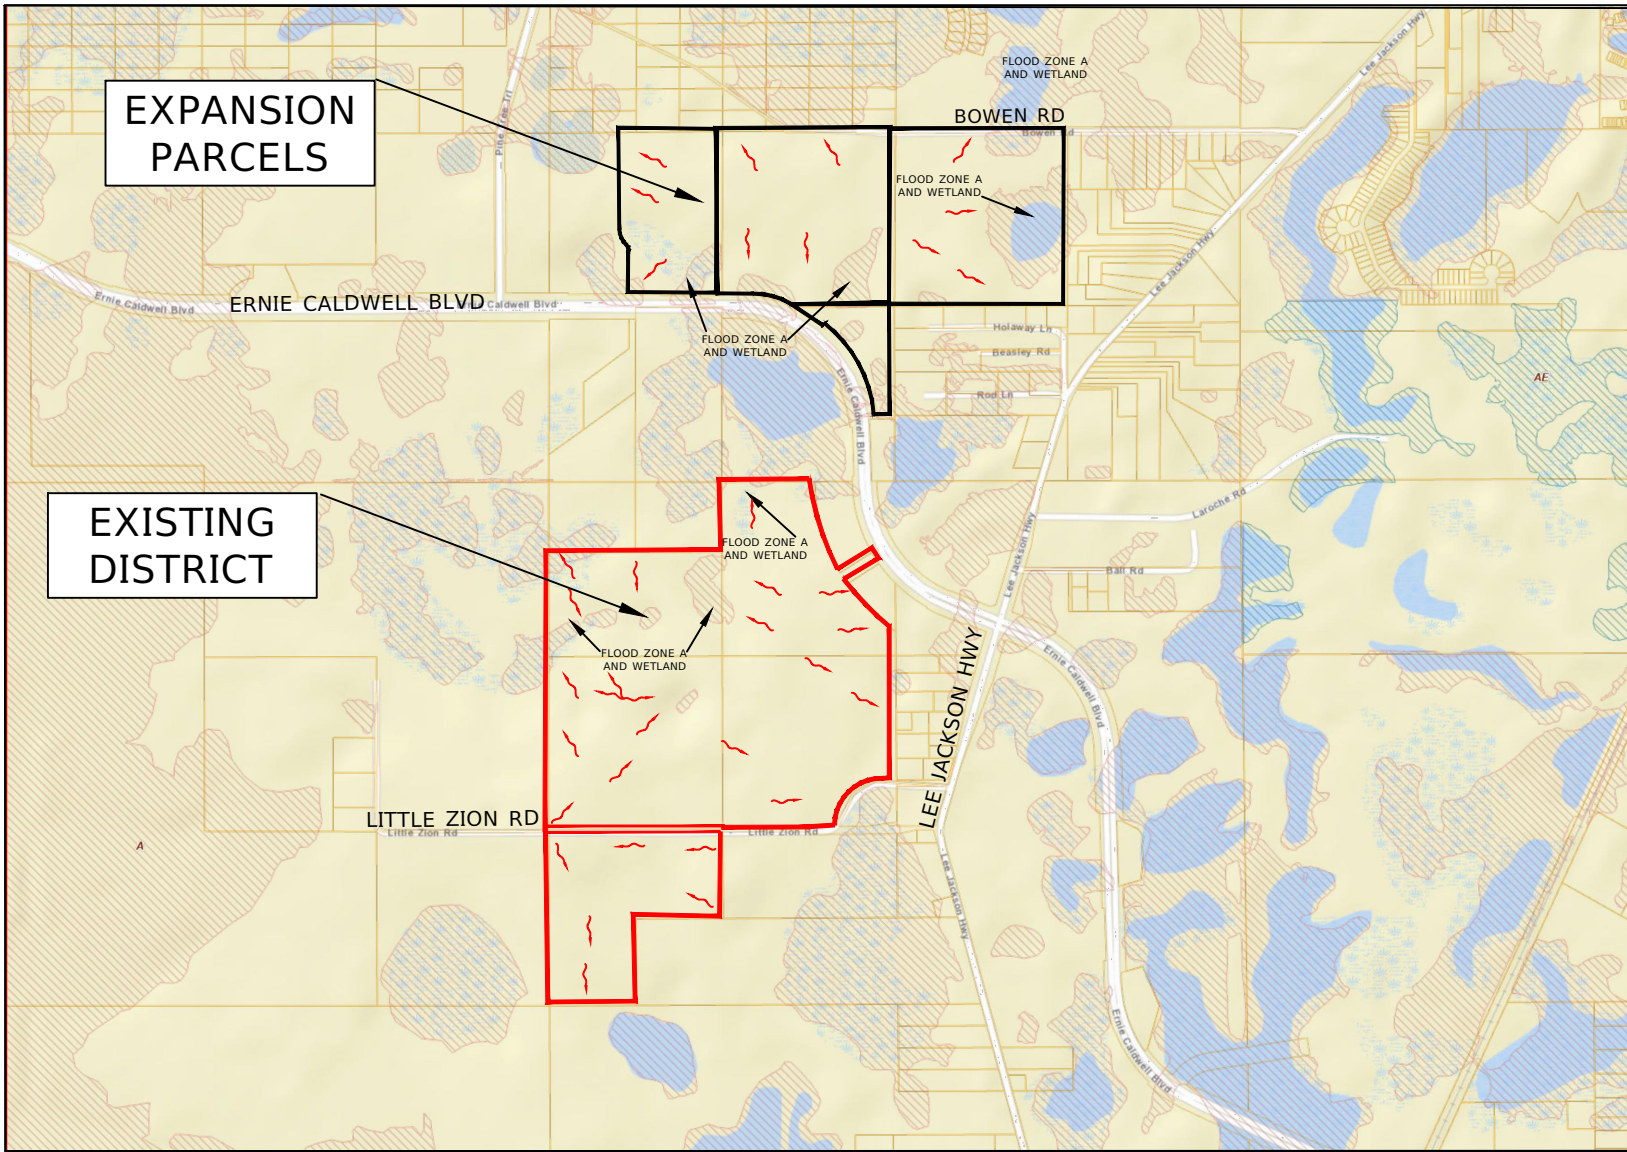 FLOOD ZONE A
AND WETLAND
Lee Jackson Hwy
EXPANSION
PARCELS
Pine Tree Trl
BOWEN RD
Bowen Rd
FLOOD ZONE A
AND WETLAND
Lee Jackson Hwy
Ernie Caldwell Blvd
ERNIE CALDWELL BLVD
Caldwell Blvd
FLOOD ZONE A
AND WETLAND
Holaway Ln
Beasley Rd
Rod Ln
Ernie Caldwell Blvd
AE
EXISTING
DISTRICT
FLOOD ZONE A
AND WETLAND
Laroche Rd
Lee Jackson Hwy
Ball Rd
FLOOD ZONE A
AND WETLAND
LEE JACKSON HWY
Ernie Caldwell Blvd
LITTLE ZION RD
Little Zion Rd
Little Zion Rd
A
Lee Jackson Hwy
Ernie Caldwell Blvd